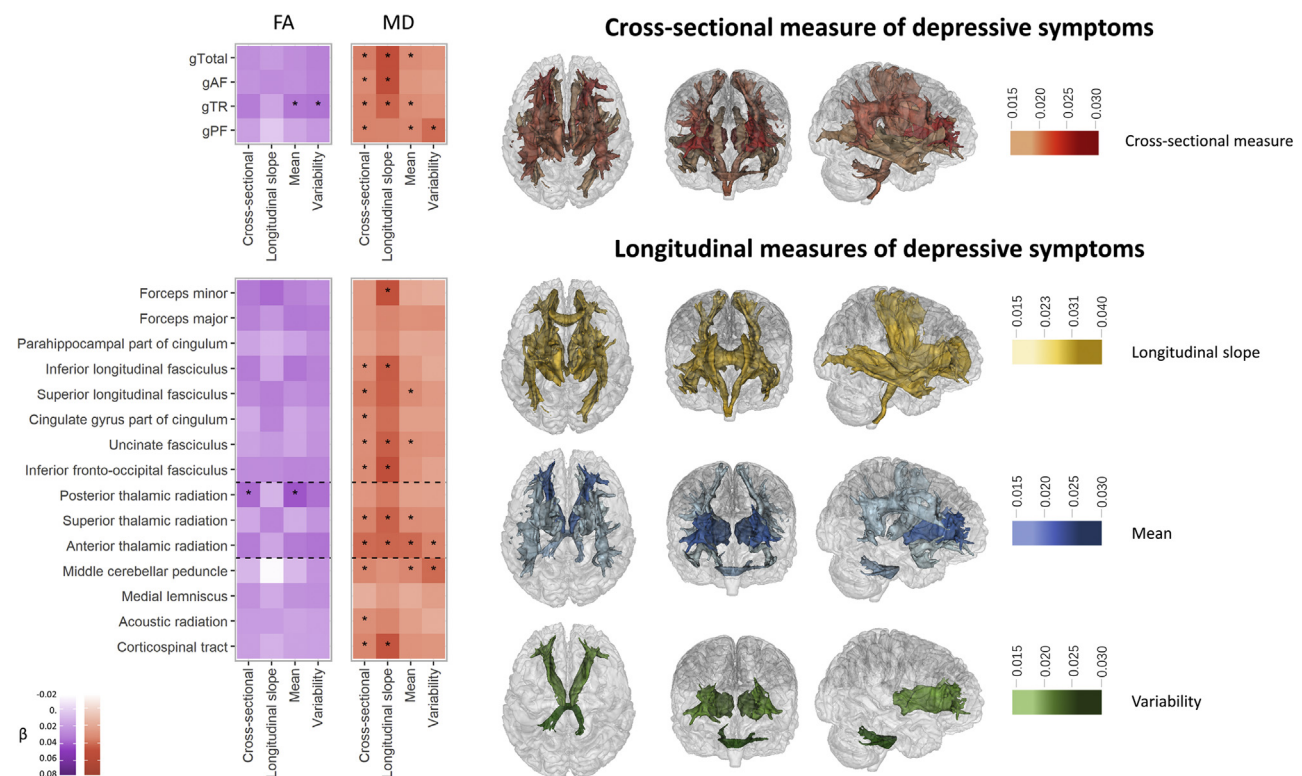 FA
MD
gTotal
* * *
gAF
* *
gTR
* * * * *
gPF
* * *
Cross-sectional
Longitudinal slope
Mean
Variability
Cross-sectional
Longitudinal slope
Mean
Variability
Cross-sectional measure of depressive symptoms
0.015
0.020
0.025
0.030
Cross-sectional measure
Longitudinal measures of depressive symptoms
Forceps minor
*
Forceps major
Parahippocampal part of cingulum
Inferior longitudinal fasciculus
* *
Superior longitudinal fasciculus
* *
Cingulate gyrus part of cingulum
*
Uncinate fasciculus
* * *
Inferior fronto-occipital fasciculus
* *
Posterior thalamic radiation
* *
Superior thalamic radiation
* * *
Anterior thalamic radiation
* * * *
Middle cerebellar peduncle
* * *
Medial lemniscus
Acoustic radiation
*
Corticospinal tract
* *
Cross-sectional
Longitudinal slope
Mean
Variability
Cross-sectional
Longitudinal slope
Mean
Variability
β
-0.02
0.
0.02
0.04
0.06
0.08
0.015
0.023
0.031
0.040
Longitudinal slope
0.015
0.020
0.025
0.030
Mean
0.015
0.020
0.025
0.030
Variability